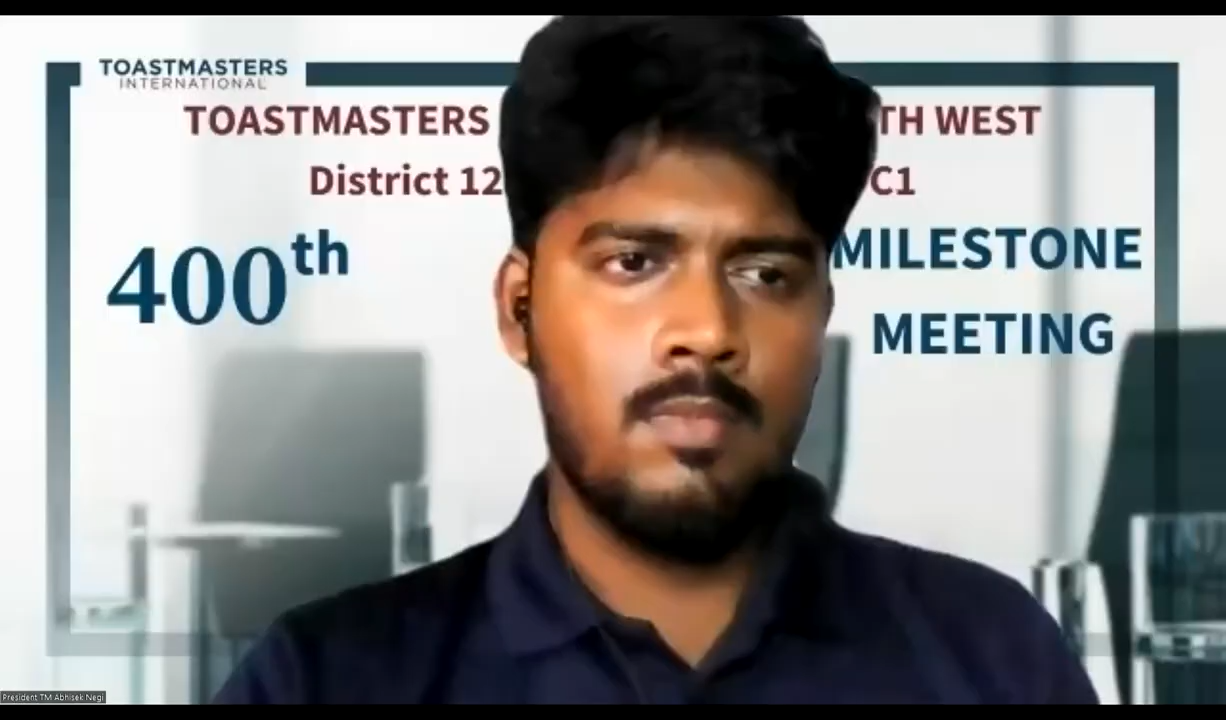 TOASTMASTERS
INTERNATIONAL
TOASTMASTERS TH WEST
District 12 C1
400th MILESTONE
MEETING
President TM Abhisek Negi